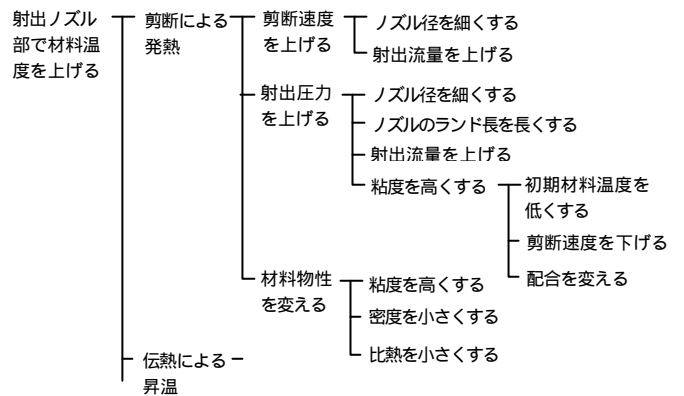 射出ノズル
部で材料温
度を上げる
剪断による
発熱
剪断速度
を上げる
ノズル径を細くする
射出流量を上げる
射出圧力
を上げる
ノズル径を細くする
ノズルのランド長を長くする
射出流量を上げる
粘度を高くする
初期材料温度を
低くする
剪断速度を下げる
配合を変える
材料物性
を変える
粘度を高くする
密度を小さくする
比熱を小さくする
伝熱による
昇温